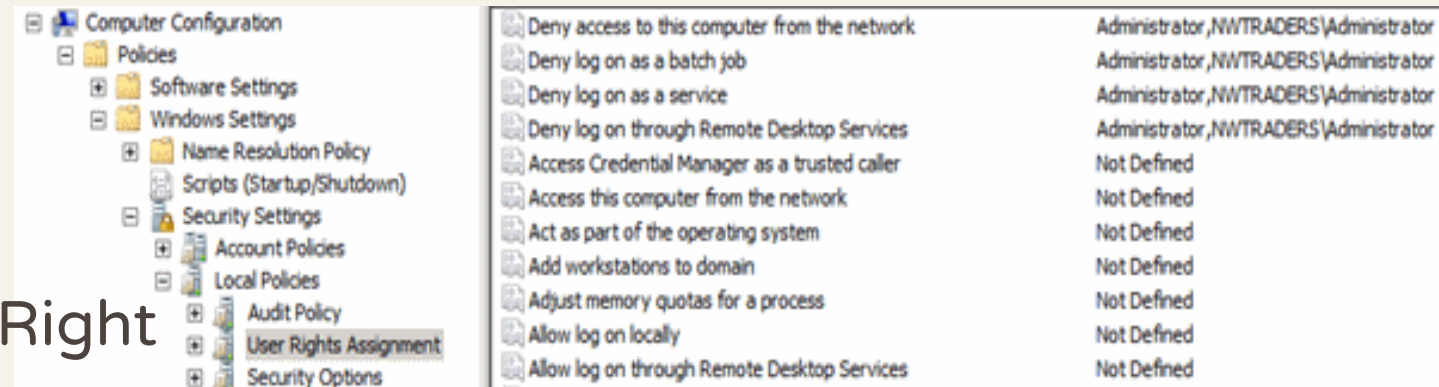 Computer Configuration
Policies
Software Settings
Windows Settings
Name Resolution Policy
Scripts (Startup/Shutdown)
Security Settings
Account Policies
Local Policies
Audit Policy
User Rights Assignment
Security Options
Right
Deny access to this computer from the network Administrator,NWTRADERS\Administrator
Deny log on as a batch job Administrator,NWTRADERS\Administrator
Deny log on as a service Administrator,NWTRADERS\Administrator
Deny log on through Remote Desktop Services Administrator,NWTRADERS\Administrator
Access Credential Manager as a trusted caller Not Defined
Access this computer from the network Not Defined
Act as part of the operating system Not Defined
Add workstations to domain Not Defined
Adjust memory quotas for a process Not Defined
Allow log on locally Not Defined
Allow log on through Remote Desktop Services Not Defined